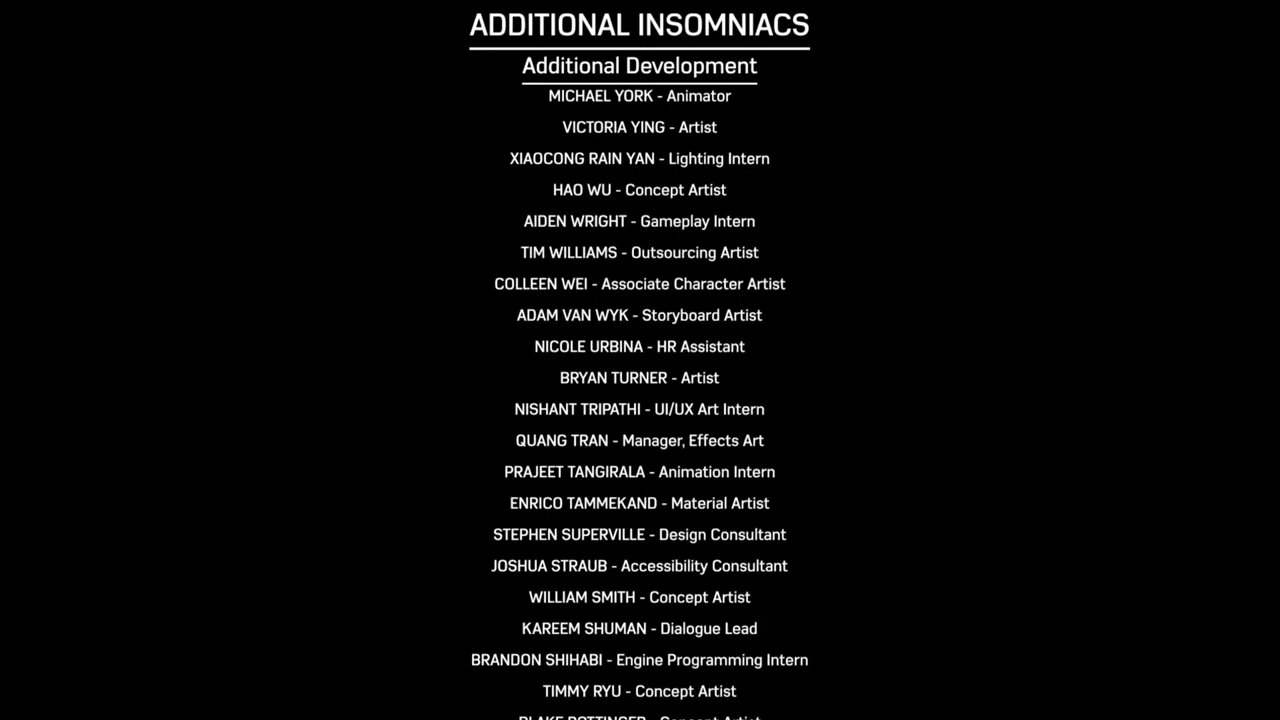 ADDITIONAL INSOMNIACS
Additional Development
MICHAEL YORK - Animator
VICTORIA YING - Artist
XIAOCONG RAIN YAN - Lighting Intern
HAO WU - Concept Artist
AIDEN WRIGHT - Gameplay Intern
TIM WILLIAMS - Outsourcing Artist
COLLEEN WEI - Associate Character Artist
ADAM VAN WYK - Storyboard Artist
NICOLE URBINA - HR Assistant
BRYAN TURNER - Artist
NISHANT TRIPATHI - UI/UX Art Intern
QUANG TRAN - Manager, Effects Art
PRAJEET TANGIRALA - Animation Intern
ENRICO TAMMEKAND - Material Artist
STEPHEN SUPERVILLE - Design Consultant
JOSHUA STRAUB - Accessibility Consultant
WILLIAM SMITH - Concept Artist
KAREEM SHUMAN - Dialogue Lead
BRANDON SHIHABI - Engine Programming Intern
TIMMY RYU - Concept Artist